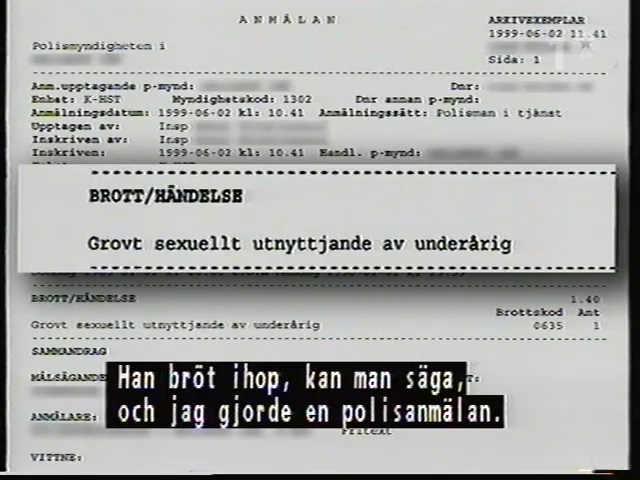 ANMÄLAN
ARKIVEXEMPLAR
1999-06-02 11.41
Polismyndigheten i
Sida: 1
Anm.upptagande p-mynd: Dnr:
Enhet: K-HST Myndighetskod: 1302 Dnr annan p-mynd:
Anmälningsdatum: 1999-06-02 kl: 10.41 Anmälningssätt: Polisman i tjänst
Upptagen av: Insp
Inskriven av: Insp
Inskriven: 1999-06-02 kl: 10.41 Handl. p-mynd:
BROTT/HÄNDELSE
Grovt sexuellt utnyttjande av underårig
BROTT/HÄNDELSE 1.40
Brottskod Ant
Grovt sexuellt utnyttjande av underårig 0635 1
SAMMANDRAG
MÅLSÄGANDE
Han bröt ihop, kan man säga,
och jag gjorde en polisanmälan.
ANMÄLARE:
Fritext
VITTNE: